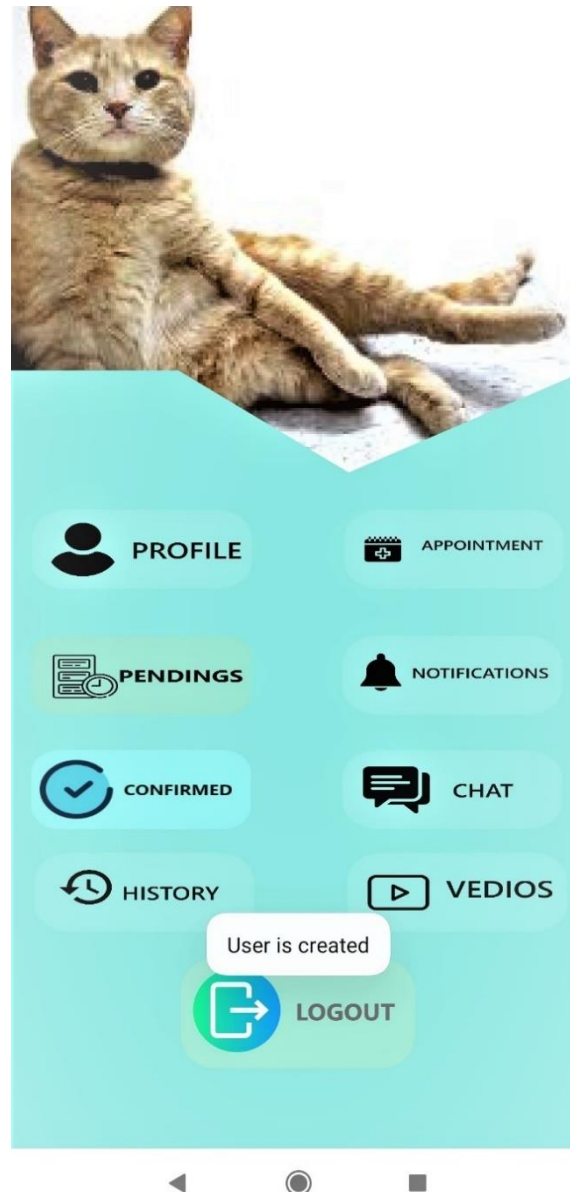 PROFILE
APPOINTMENT
PENDINGS
NOTIFICATIONS
CONFIRMED
CHAT
HISTORY
VEDIOS
User is created
LOGOUT